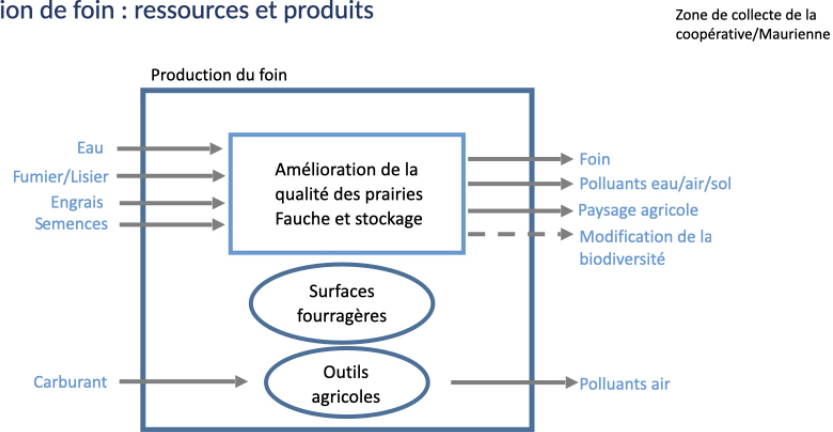 ion de foin : ressources et produits
Zone de collecte de la
coopérative/Maurienne
Production du foin
Eau
Fumier/Lisier
Engrais
Semences
Amélioration de la
qualité des prairies
Fauche et stockage
Foin
Polluants eau/air/sol
Paysage agricole
Modification de la
biodiversité
Surfaces
fourragères
Carburant
Outils
agricoles
Polluants air